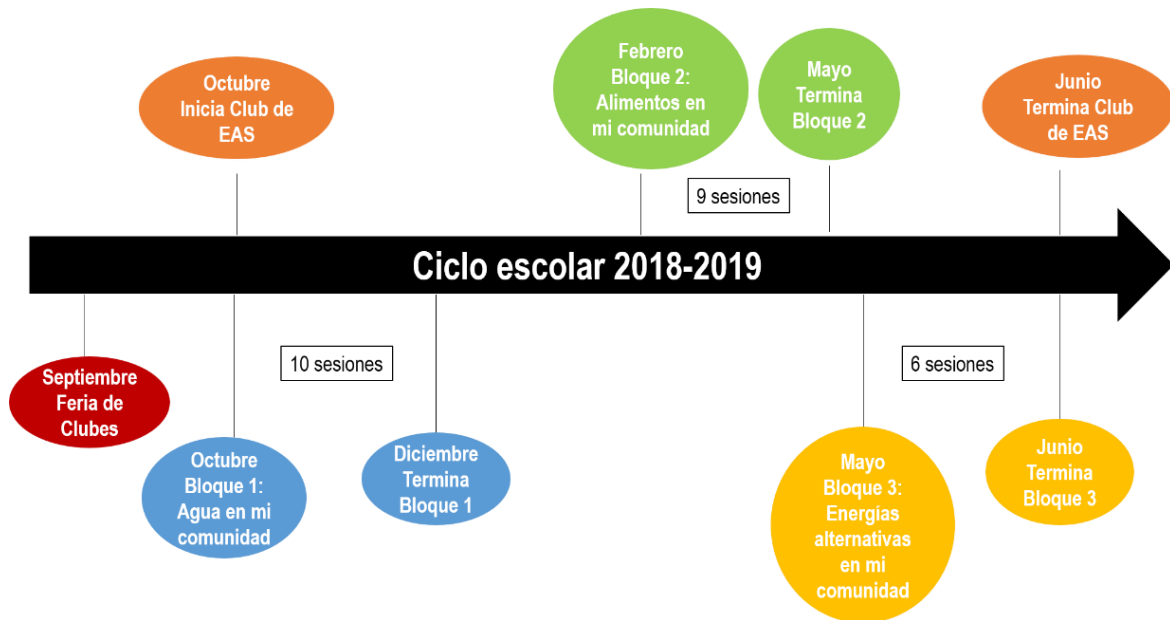 Octubre
Inicia Club de
EAS
Febrero
Bloque 2:
Alimentos en
mi comunidad
Mayo
Termina
Bloque 2
Junio
Termina Club
de EAS
9 sesiones
Ciclo escolar 2018-2019
10 sesiones
6 sesiones
Septiembre
Feria de
Clubes
Octubre
Bloque 1:
Agua en mi
comunidad
Diciembre
Termina
Bloque 1
Mayo
Bloque 3:
Energías
alternativas
en mi
comunidad
Junio
Termina
Bloque 3